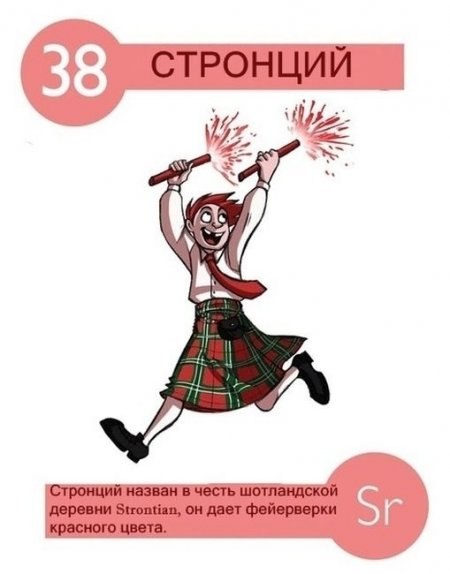 38
СТРОНЦИЙ
Стронций назван в честь шотландской
деревни Strontian, он дает фейерверки
красного цвета.
Sr